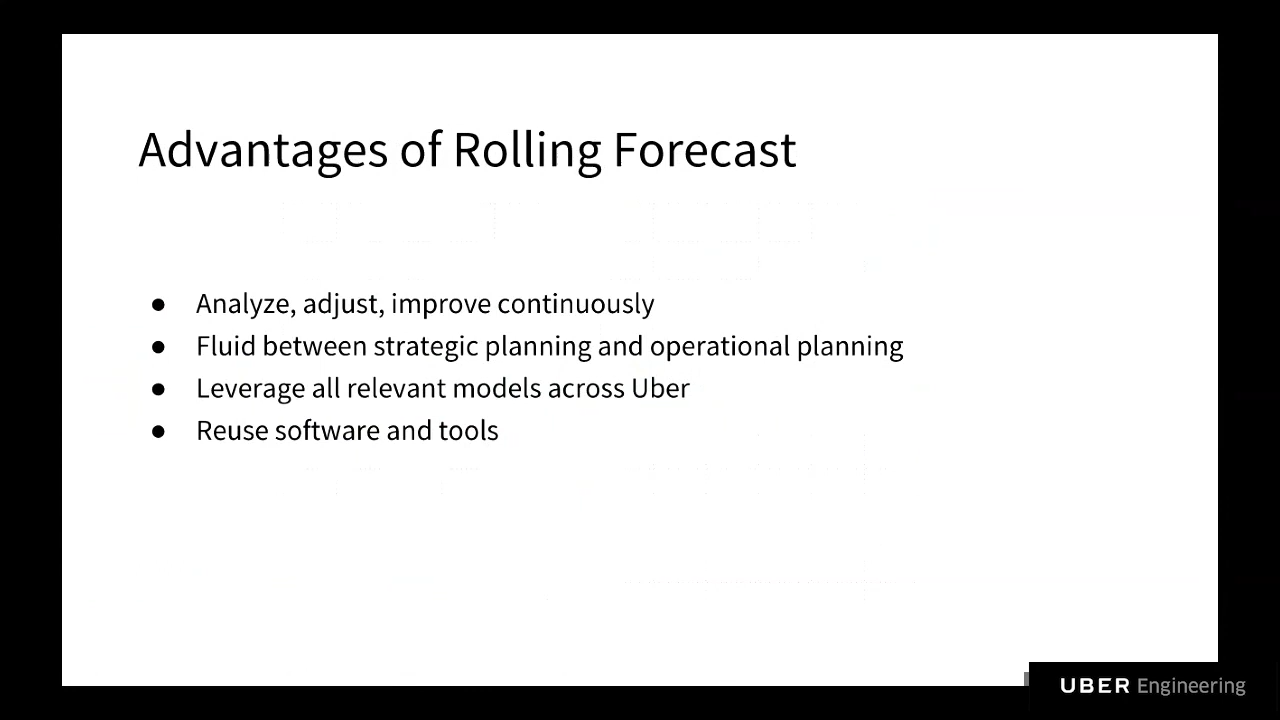 Advantages of Rolling Forecast
● Analyze, adjust, improve continuously
● Fluid between strategic planning and operational planning
● Leverage all relevant models across Uber
● Reuse software and tools
UBER Engineering